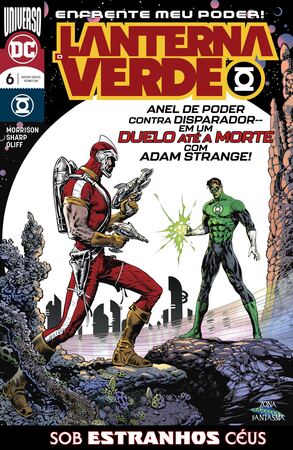 UNIVERSO
ENFRENTE MEU PODER!
DC
O LANTERNA
VERDE
6
MORRISON
SHARP
OLIFF
ANEL DE PODER
CONTRA DISPARADOR--
EM UM
DUELO ATÉ A MORTE
COM
ADAM STRANGE!
ZONA
FANTASMA
SOB ESTRANHOS CÉUS